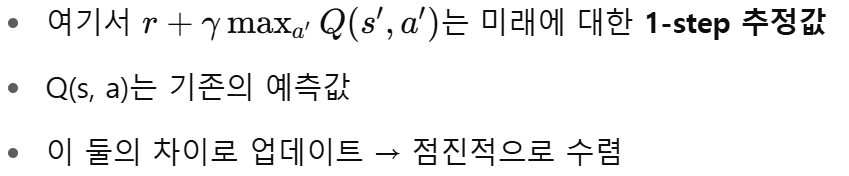 • 여기서 r + γ max_{a′} Q(s′, a′)는 미래에 대한 1-step 추정값
• Q(s, a)는 기존의 예측값
• 이 둘의 차이로 업데이트 → 점진적으로 수렴